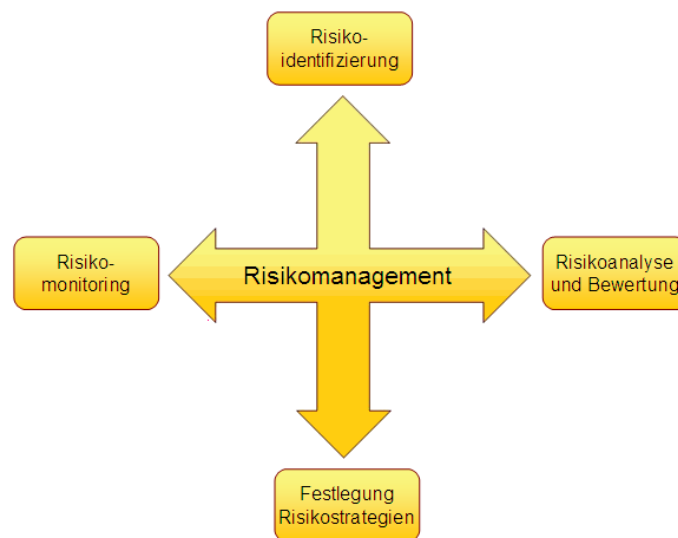 Risiko-
identifizierung
Risiko-
monitoring
Risikomanagement
Risikoanalyse
und Bewertung
Festlegung
Risikostrategien